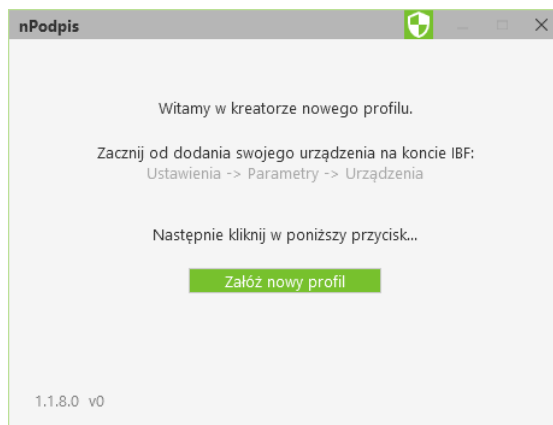 nPodpis
Witamy w kreatorze nowego profilu.
Zacznij od dodania swojego urządzenia na koncie IBF:
Ustawienia -> Parametry -> Urządzenia
Następnie kliknij w poniższy przycisk...
Załóż nowy profil
1.1.8.0 v0